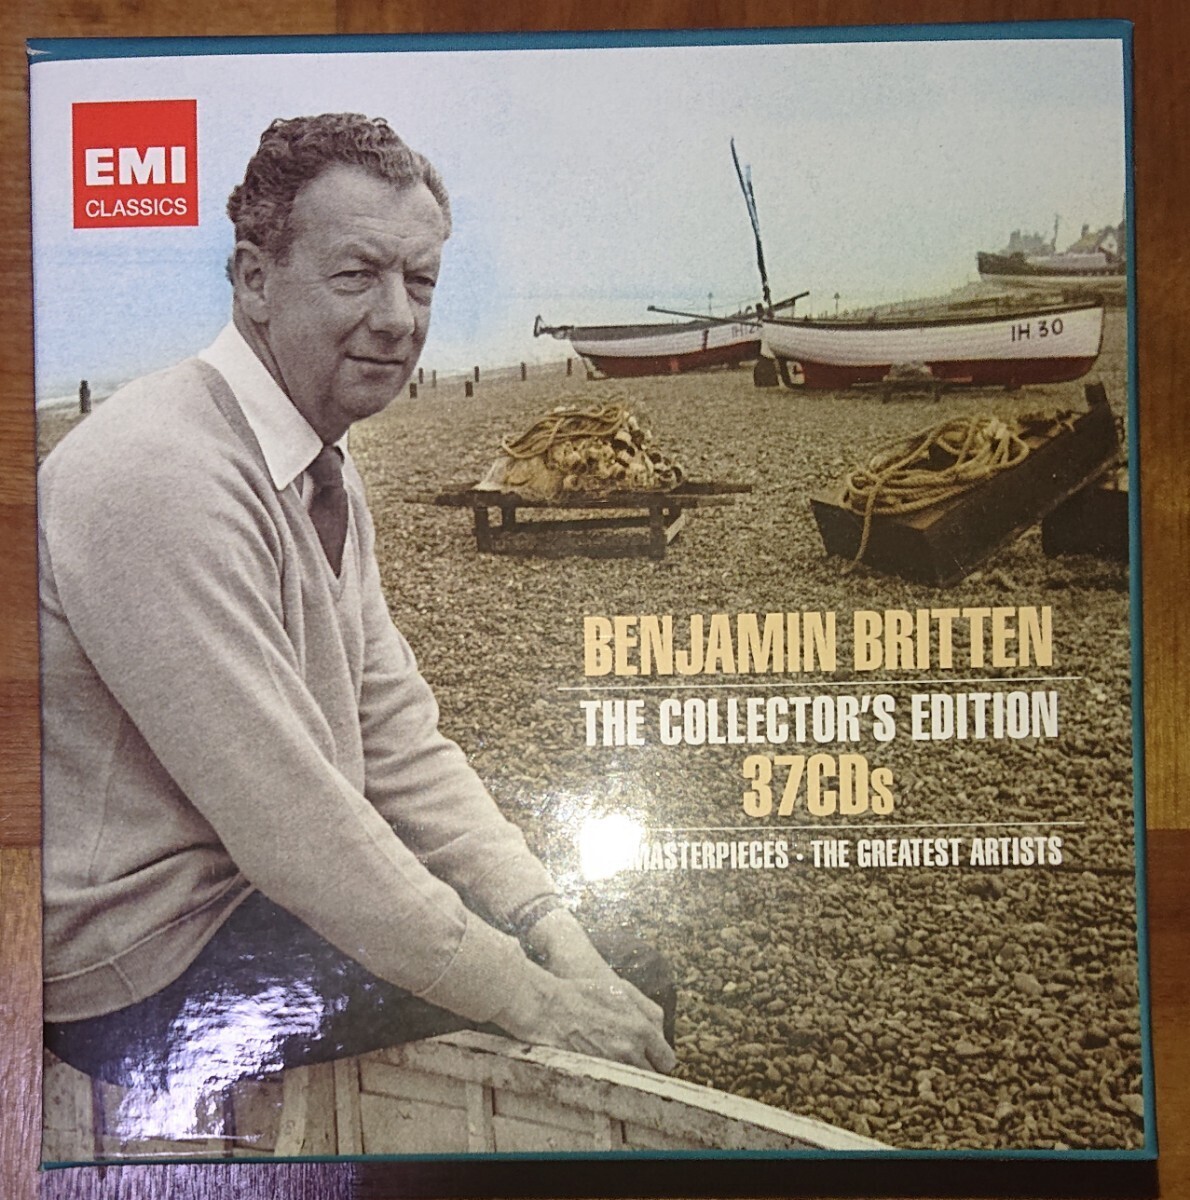 EMI
CLASSICS
IH 30
BENJAMIN BRITTEN
THE COLLECTOR'S EDITION
37CDs
MASTERPIECES · THE GREATEST ARTISTS